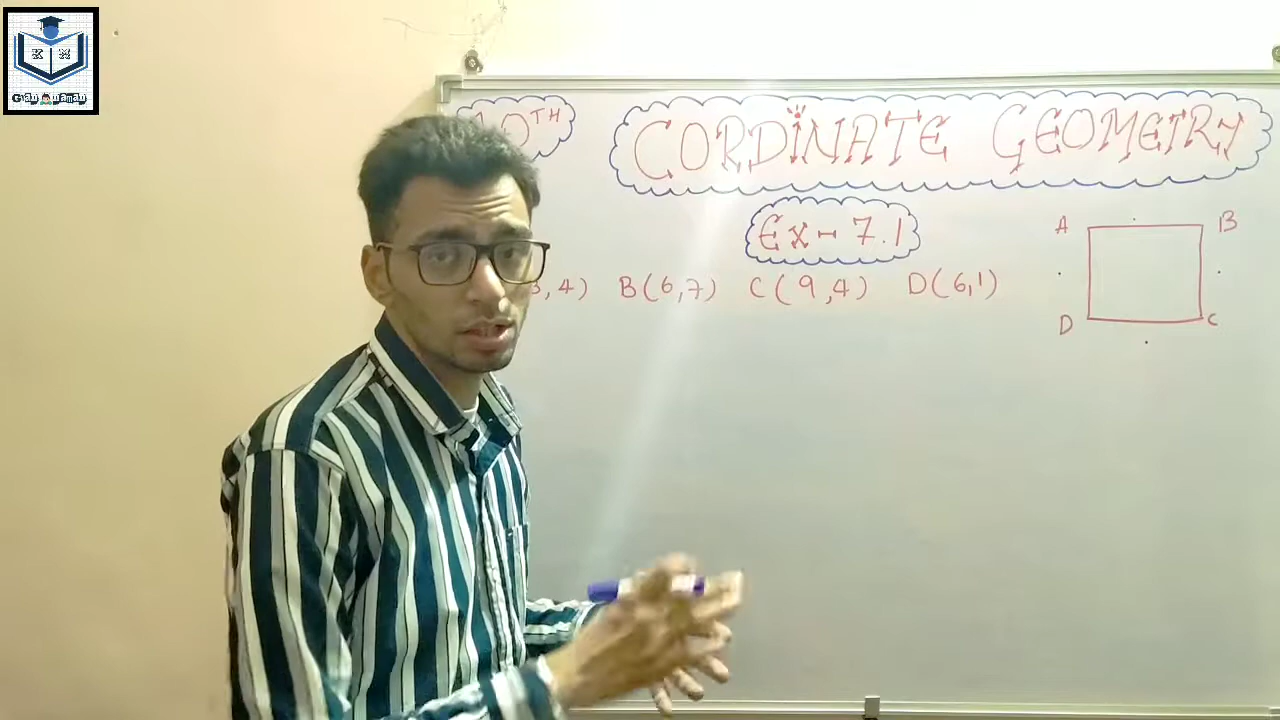 K N
10TH
CORDINATE GEOMETRY
Ex-7.1
3,4) B(6,7) C(9,4) D(6,1)
A B
D C